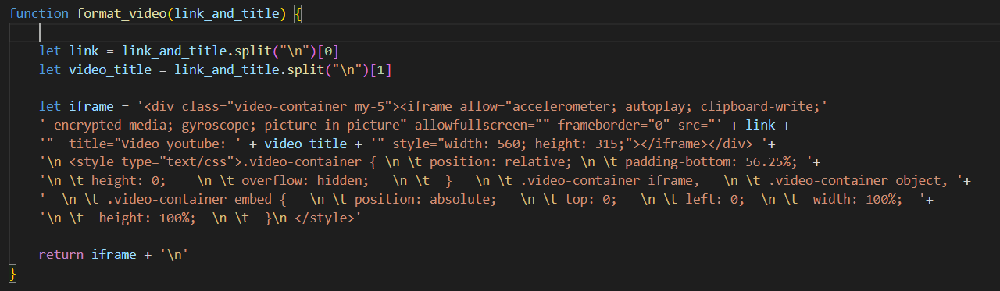 function format_video(link_and_title) {
let link = link_and_title.split("\n")[0]
let video_title = link_and_title.split("\n")[1]
let iframe = '<div class="video-container my-5"><iframe allow="accelerometer; autoplay; clipboard-write;'
' encrypted-media; gyroscope; picture-in-picture" allowfullscreen="" frameborder="0" src="' + link +
'"  title="Video youtube: ' + video_title + '" style="width: 560; height: 315;"></iframe></div> '+
'\n <style type="text/css">.video-container { \n \t position: relative; \n \t padding-bottom: 56.25%; '+
'\n \t height: 0;    \n \t overflow: hidden;   \n \t  }   \n \t .video-container iframe,   \n \t .video-container object, '+
'  \n \t .video-container embed {   \n \t position: absolute;   \n \t top: 0;   \n \t left: 0;  \n \t  width: 100%;  '+
'\n \t  height: 100%;  \n \t  }\n </style>'
return iframe + '\n'
}